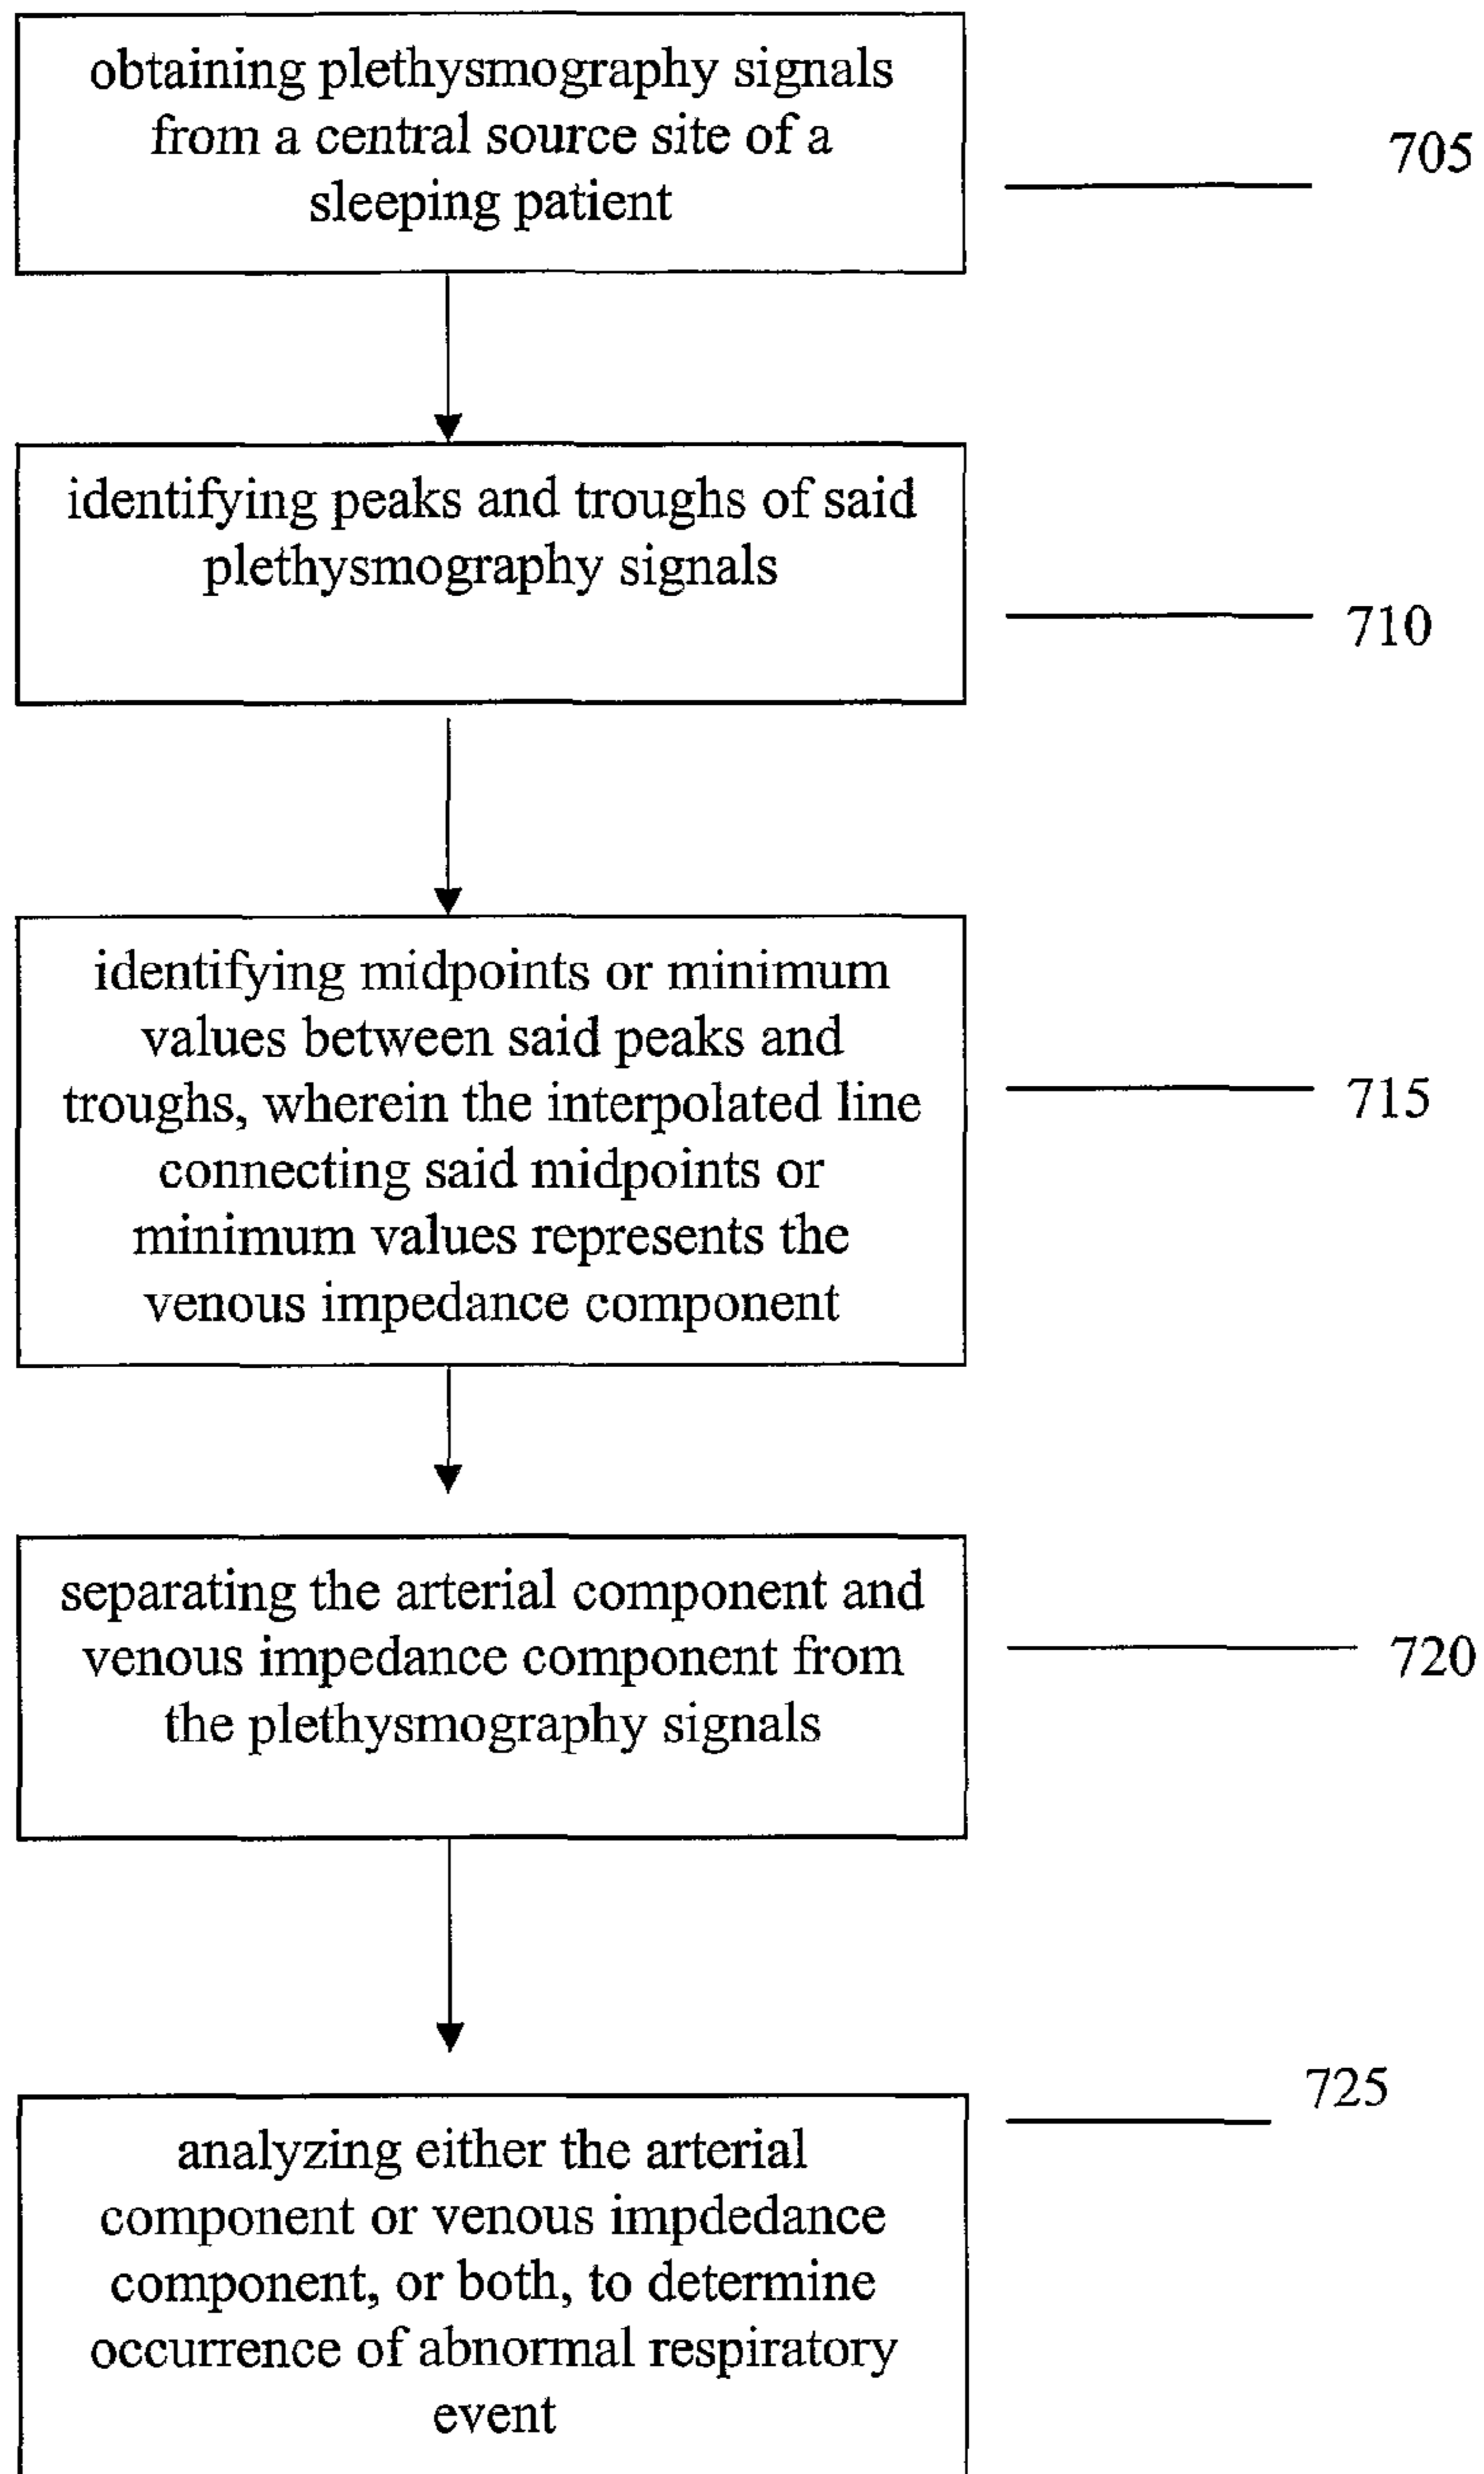 obtaining plethysmography signals
from a central source site of a
sleeping patient
705
identifying peaks and troughs of said
plethysmography signals
710
identifying midpoints or minimum
values between said peaks and
troughs, wherein the interpolated line
connecting said midpoints or
minimum values represents the
venous impedance component
715
separating the arterial component and
venous impedance component from
the plethysmography signals
720
725
analyzing either the arterial
component or venous impdedance
component, or both, to determine
occurrence of abnormal respiratory
event